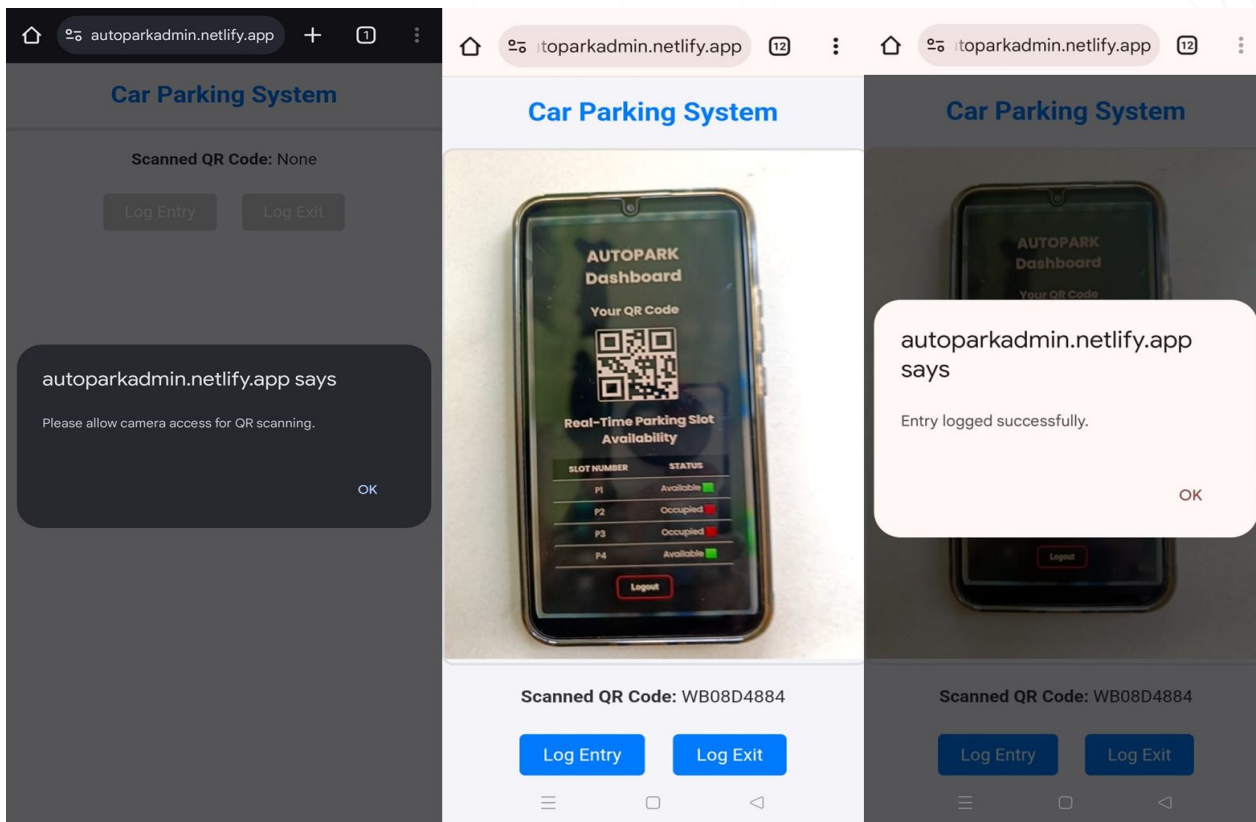 autoparkadmin.netlify.app
1
Car Parking System
Scanned QR Code: None
Log Entry
Log Exit
autoparkadmin.netlify.app says
Please allow camera access for QR scanning.
OK
toparkadmin.netlify.app
12
Car Parking System
AUTOPARK
Dashboard
Your QR Code
Real-Time Parking Slot
Availability
SLOT NUMBER STATUS
P1 Available
P2 Occupied
P3 Occupied
P4 Available
Logout
Scanned QR Code: WB08D4884
Log Entry
Log Exit
toparkadmin.netlify.app
12
Car Parking System
AUTOPARK
Dashboard
Your QR Code
autoparkadmin.netlify.app
says
Entry logged successfully.
OK
Logout
Scanned QR Code: WB08D4884
Log Entry
Log Exit